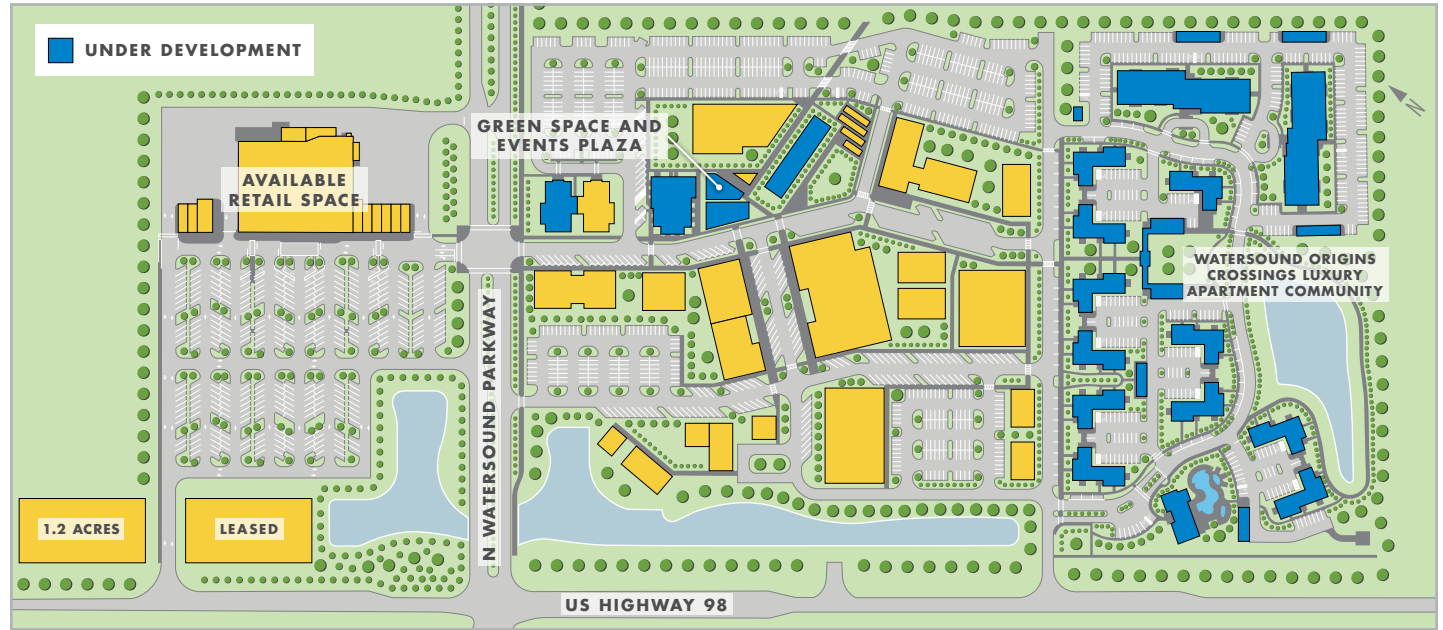 UNDER DEVELOPMENT
GREEN SPACE AND
EVENTS PLAZA
AVAILABLE
RETAIL SPACE
N
WATERSOUND ORIGINS
CROSSINGS LUXURY
APARTMENT COMMUNITY
N WATERSOUND PARKWAY
1.2 ACRES
LEASED
US HIGHWAY 98